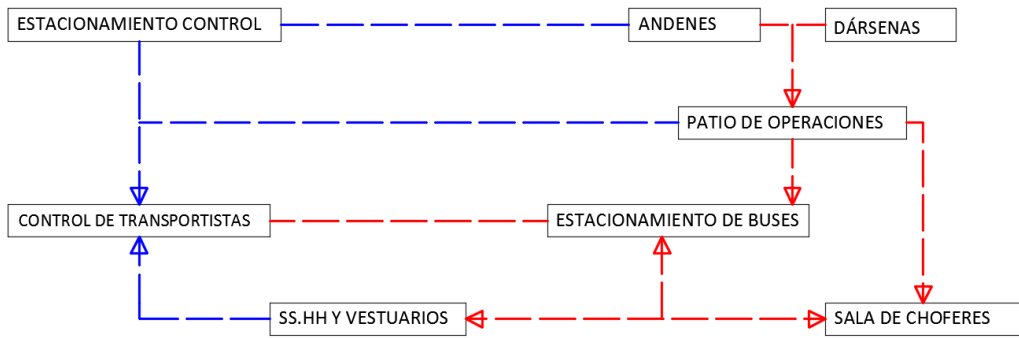 ESTACIONAMIENTO CONTROL
ANDENES
DÁRSENAS
PATIO DE OPERACIONES
CONTROL DE TRANSPORTISTAS
ESTACIONAMIENTO DE BUSES
SS.HH Y VESTUARIOS
SALA DE CHOFERES